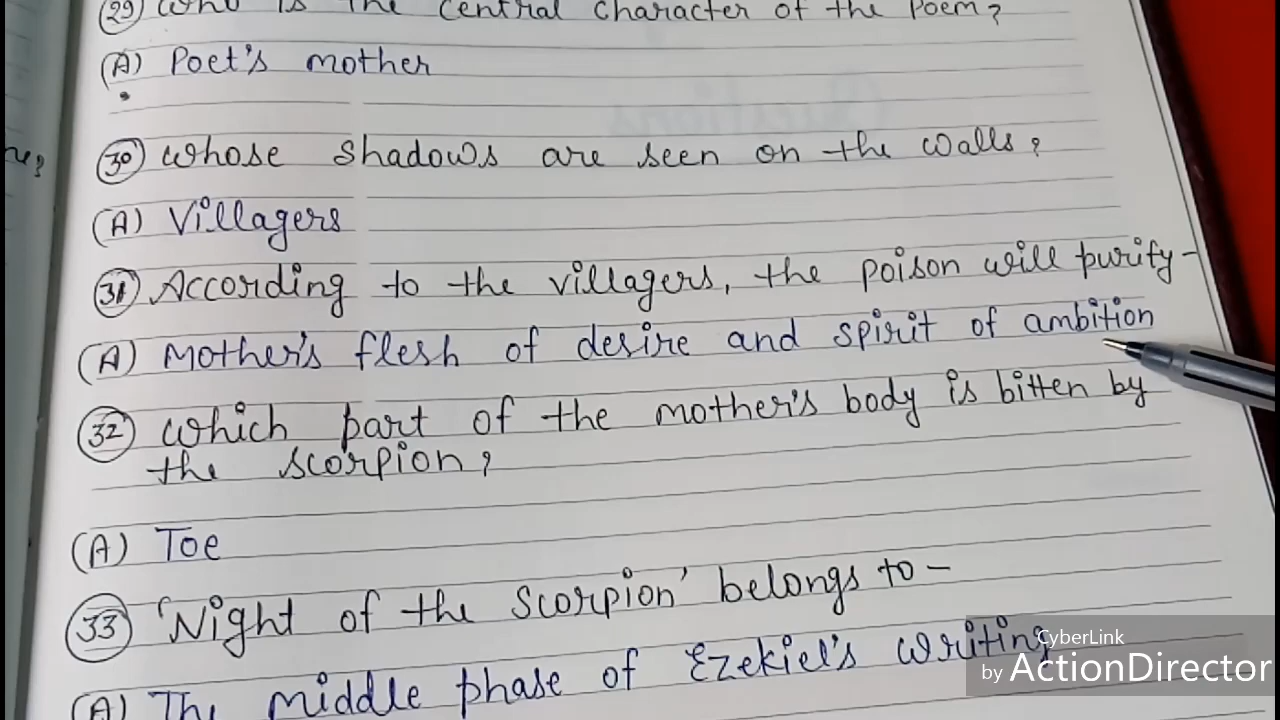 (29) Who is the central character of the Poem?
(A) Poet's mother
(30) Whose shadows are seen on the walls?
(A) Villagers
(31) According to the villagers, the poison will purify-
(A) Mother's flesh of desire and spirit of ambition
(32) which part of the mother's body is bitten by
the scorpion?
(A) Toe
(33) 'Night of the Scorpion' belongs to -
(A) The middle phase of Ezekiel's writing
CyberLink
by ActionDirector